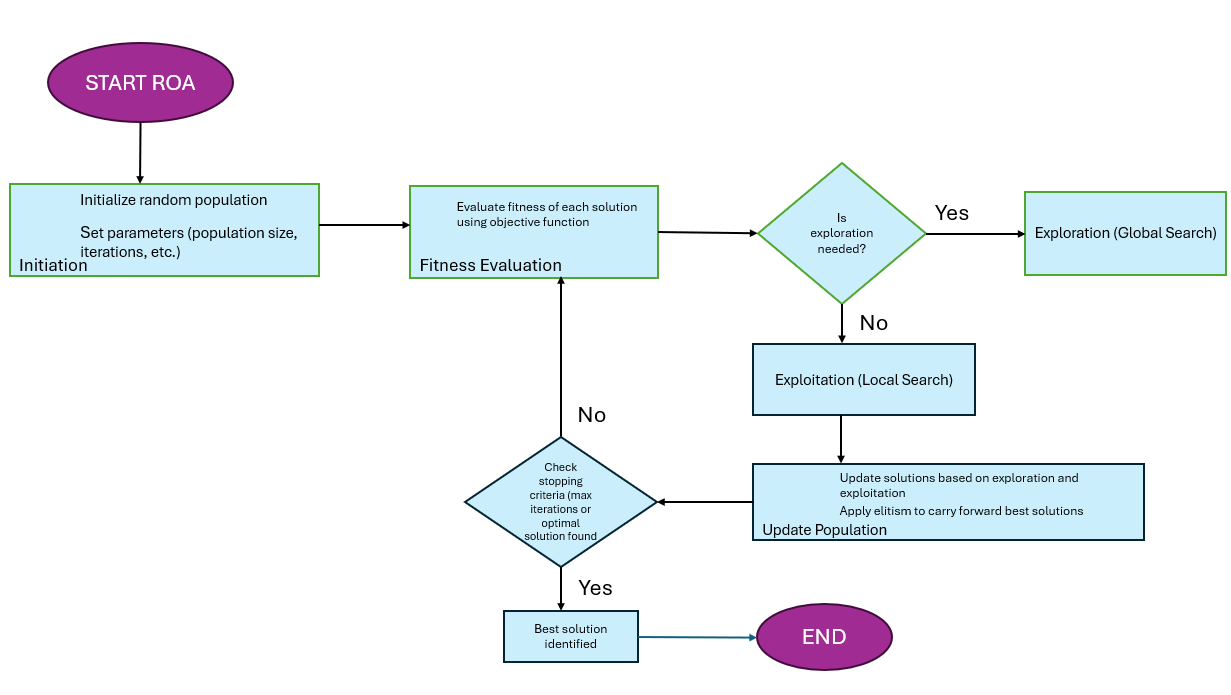 START ROA
Initialize random population
Set parameters (population size,
iterations, etc.)
Initiation
Evaluate fitness of each solution
using objective function
Fitness Evaluation
Is
exploration
needed?
Yes
Exploration (Global Search)
No
Exploitation (Local Search)
Update solutions based on exploration and
exploitation
Apply elitism to carry forward best solutions
Update Population
No
Check
stopping
criteria (max
iterations or
optimal
solution found
Yes
Best solution
identified
END